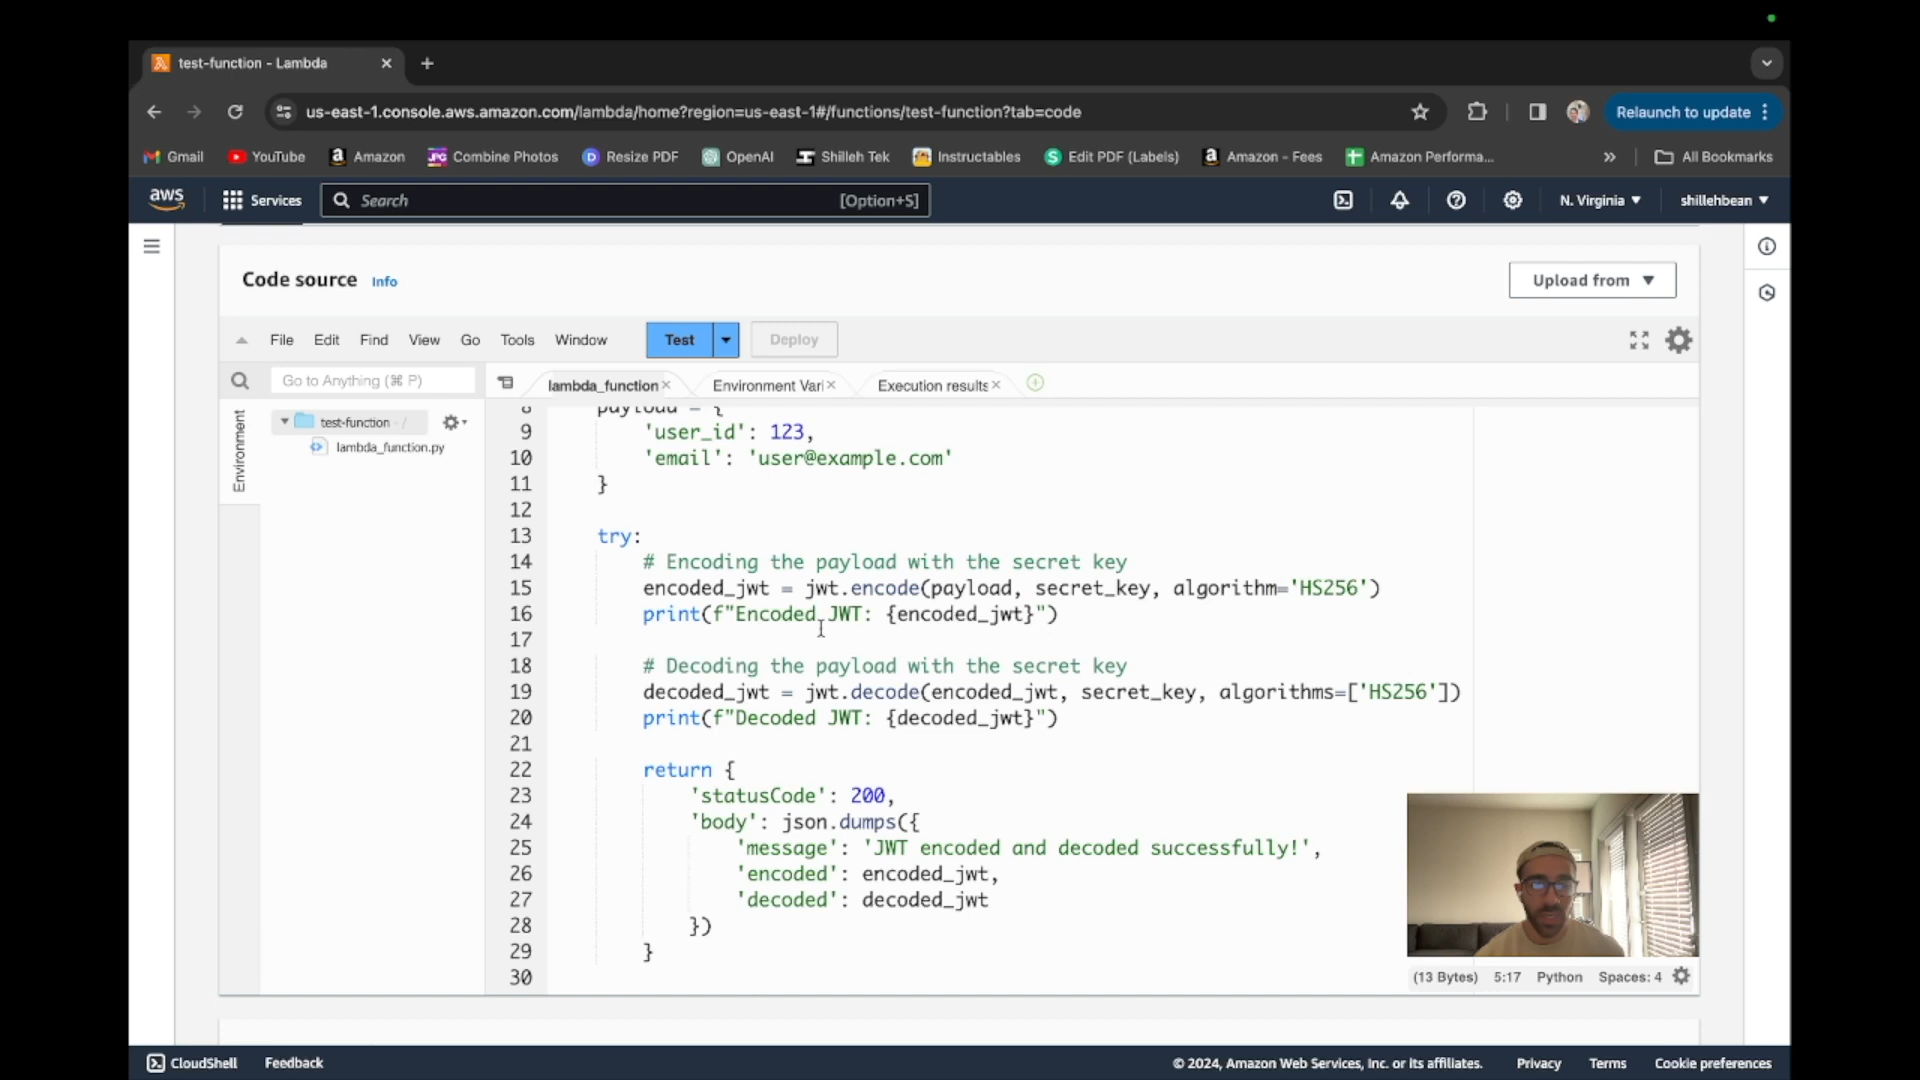 test-function - Lambda
us-east-1.console.aws.amazon.com/lambda/home?region=us-east-1#/functions/test-function?tab=code
Relaunch to update
Gmail YouTube Amazon Combine Photos Resize PDF OpenAI Shilleh Tek Instructables Edit PDF (Labels) Amazon - Fees Amazon Performa... » All Bookmarks
aws Services Search [Option+S] N. Virginia shillehbean
Code source Info Upload from
File Edit Find View Go Tools Window Test Deploy
Go to Anything (⌘ P) lambda_function Environment Vari Execution results
Environment
test-function - /
lambda_function.py
8 payload = {
9 'user_id': 123,
10 'email': 'user@example.com'
11 }
12
13 try:
14 # Encoding the payload with the secret key
15 encoded_jwt = jwt.encode(payload, secret_key, algorithm='HS256')
16 print(f"Encoded JWT: {encoded_jwt}")
17
18 # Decoding the payload with the secret key
19 decoded_jwt = jwt.decode(encoded_jwt, secret_key, algorithms=['HS256'])
20 print(f"Decoded JWT: {decoded_jwt}")
21
22 return {
23 'statusCode': 200,
24 'body': json.dumps({
25 'message': 'JWT encoded and decoded successfully!',
26 'encoded': encoded_jwt,
27 'decoded': decoded_jwt
28 })
29 }
30
(13 Bytes) 5:17 Python Spaces: 4
CloudShell Feedback © 2024, Amazon Web Services, Inc. or its affiliates. Privacy Terms Cookie preferences